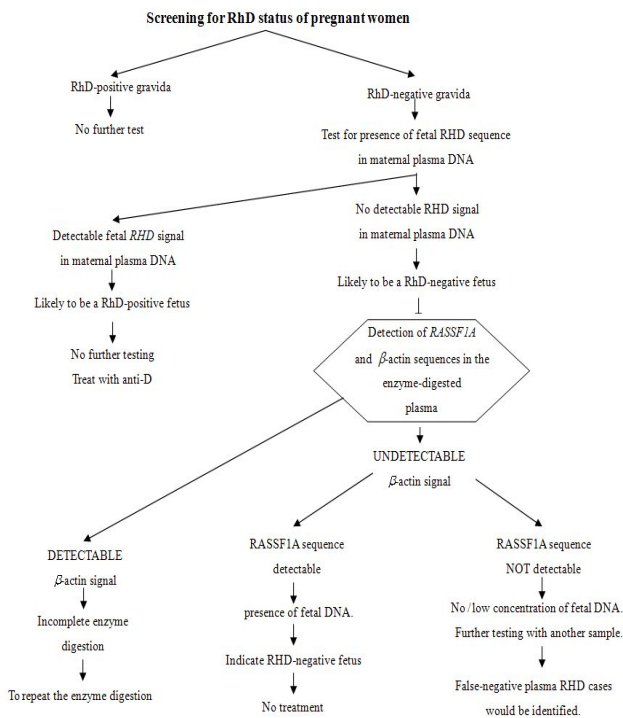 Screening for RhD status of pregnant women
RhD-positive gravida
No further test
RhD-negative gravida
Test for presence of fetal RHD sequence
in maternal plasma DNA
Detectable fetal RHD signal
in maternal plasma DNA
Likely to be a RhD-positive fetus
No further testing
Treat with anti-D
No detectable RHD signal
in maternal plasma DNA
Likely to be a RhD-negative fetus
Detection of RASSF1A
and β-actin sequences in the
enzyme-digested
plasma
UNDETECTABLE
β-actin signal
DETECTABLE
β-actin signal
Incomplete enzyme
digestion
To repeat the enzyme digestion
RASSF1A sequence
detectable
presence of fetal DNA.
Indicate RHD-negative fetus
No treatment
RASSF1A sequence
NOT detectable
No / low concentration of fetal DNA.
Further testing with another sample.
False-negative plasma RHD cases
would be identified.